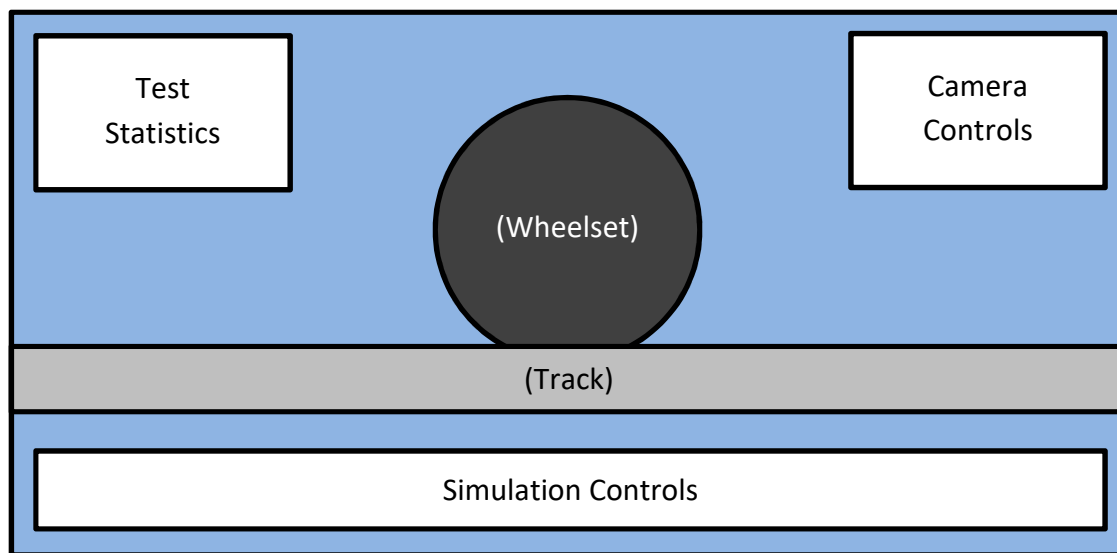 Test
Statistics
Camera
Controls
(Wheelset)
(Track)
Simulation Controls